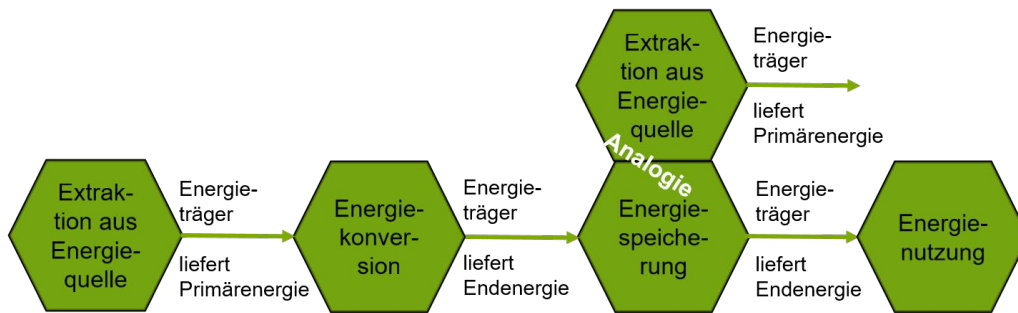 Extrak-
tion aus
Energie-
quelle
Energie-
träger
liefert
Primärenergie
Analogie
Extrak-
tion aus
Energie-
quelle
Energie-
träger
liefert
Primärenergie
Energie-
konver-
sion
Energie-
träger
liefert
Endenergie
Energie-
speiche-
rung
Energie-
träger
liefert
Endenergie
Energie-
nutzung